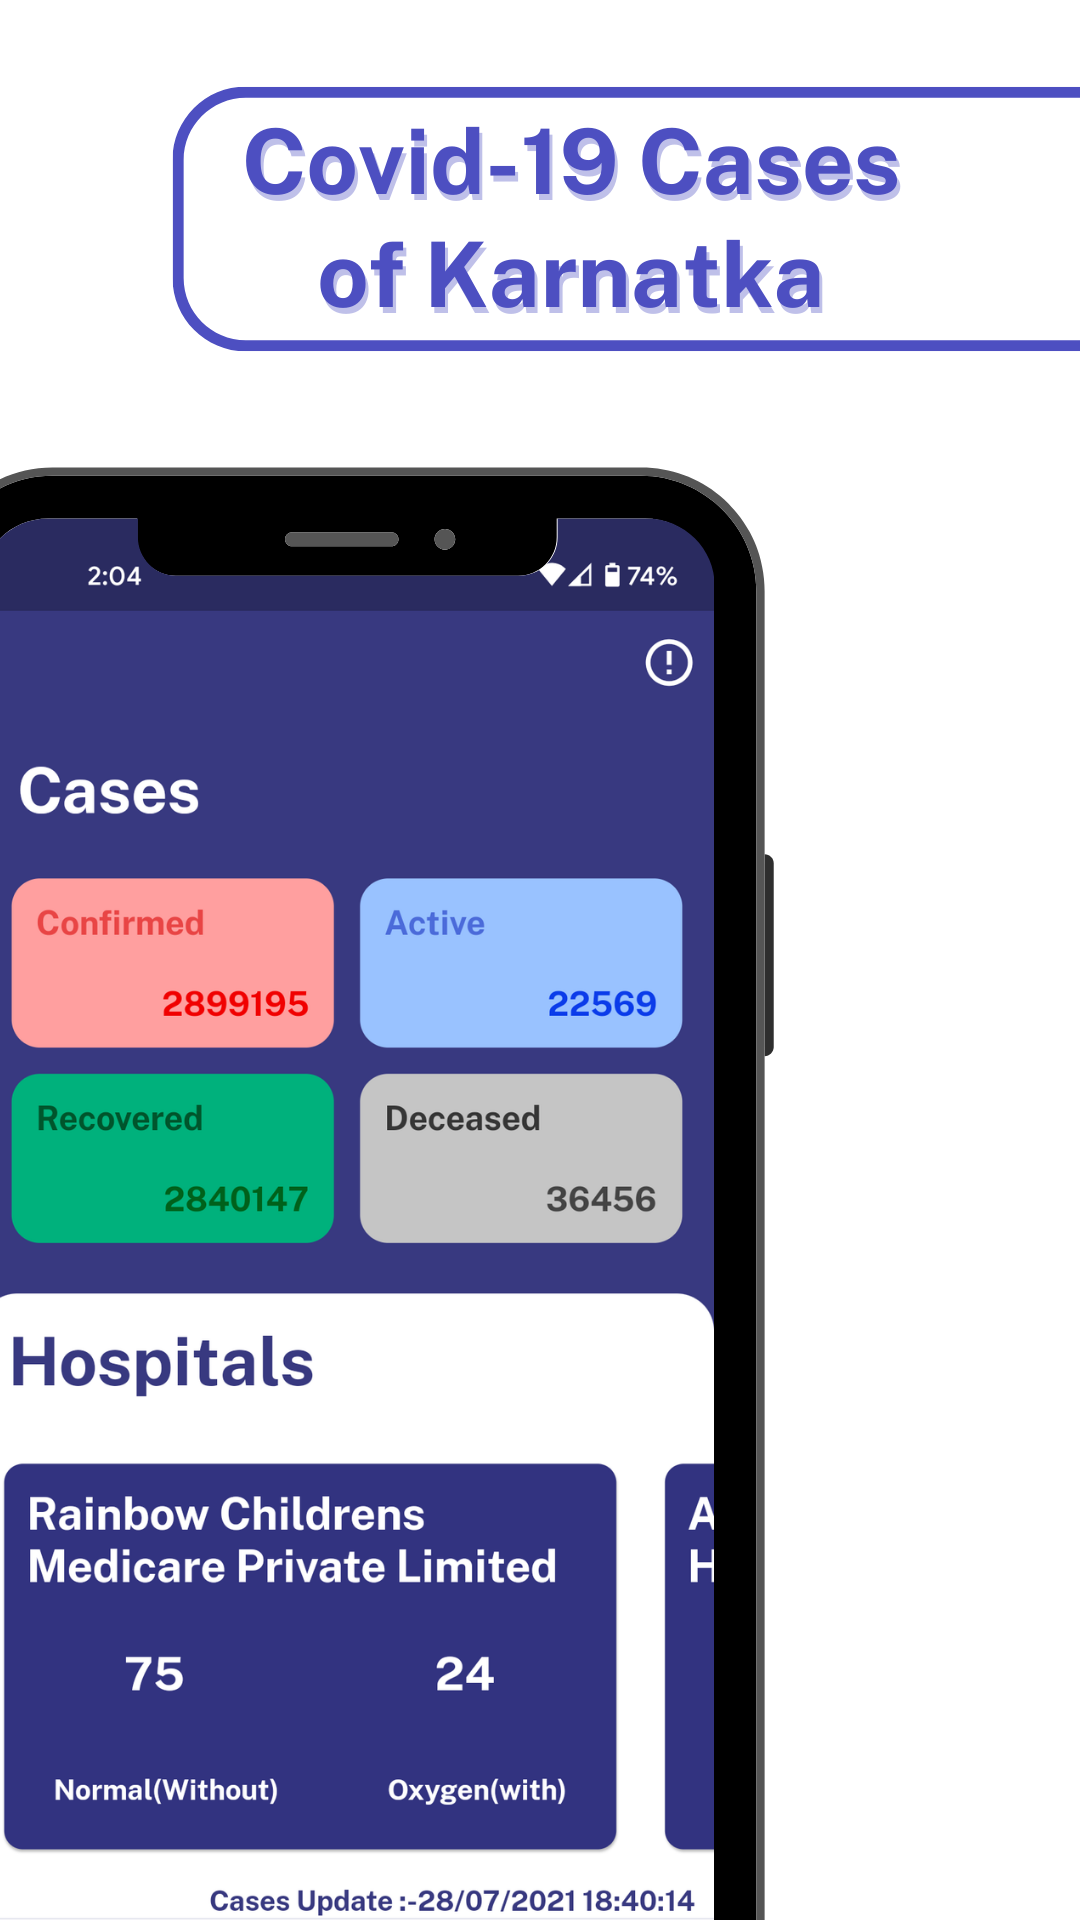 Covid-19 Cases
of Karnatka
2:04
74%
Cases
Confirmed
2899195
Active
22569
Recovered
2840147
Deceased
36456
Hospitals
Rainbow Childrens
Medicare Private Limited
75
24
Normal(Without)
Oxygen(with)
A
H
Cases Update :-28/07/2021 18:40:14